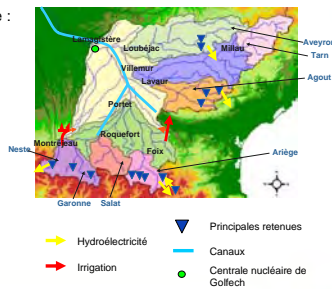 e :
Lamagistère
Loubéjac
Millau
Aveyron
Tarn
Villemur
Lavaur
Agout
Portet
Roquefort
Foix
Montréjeau
Neste
Ariège
Garonne
Salat
Principales retenues
Hydroélectricité
Canaux
Irrigation
Centrale nucléaire de
Golfech